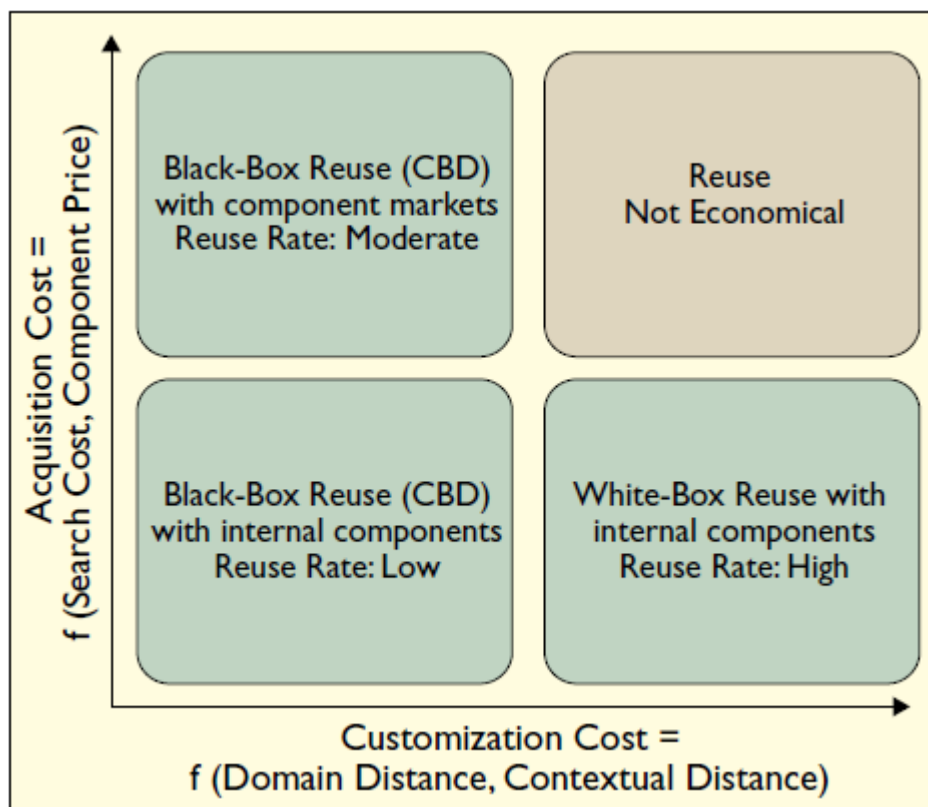 Acquisition Cost =
f (Search Cost, Component Price)
Black-Box Reuse (CBD)
with component markets
Reuse Rate: Moderate
Reuse
Not Economical
Black-Box Reuse (CBD)
with internal components
Reuse Rate: Low
White-Box Reuse with
internal components
Reuse Rate: High
Customization Cost =
f (Domain Distance, Contextual Distance)